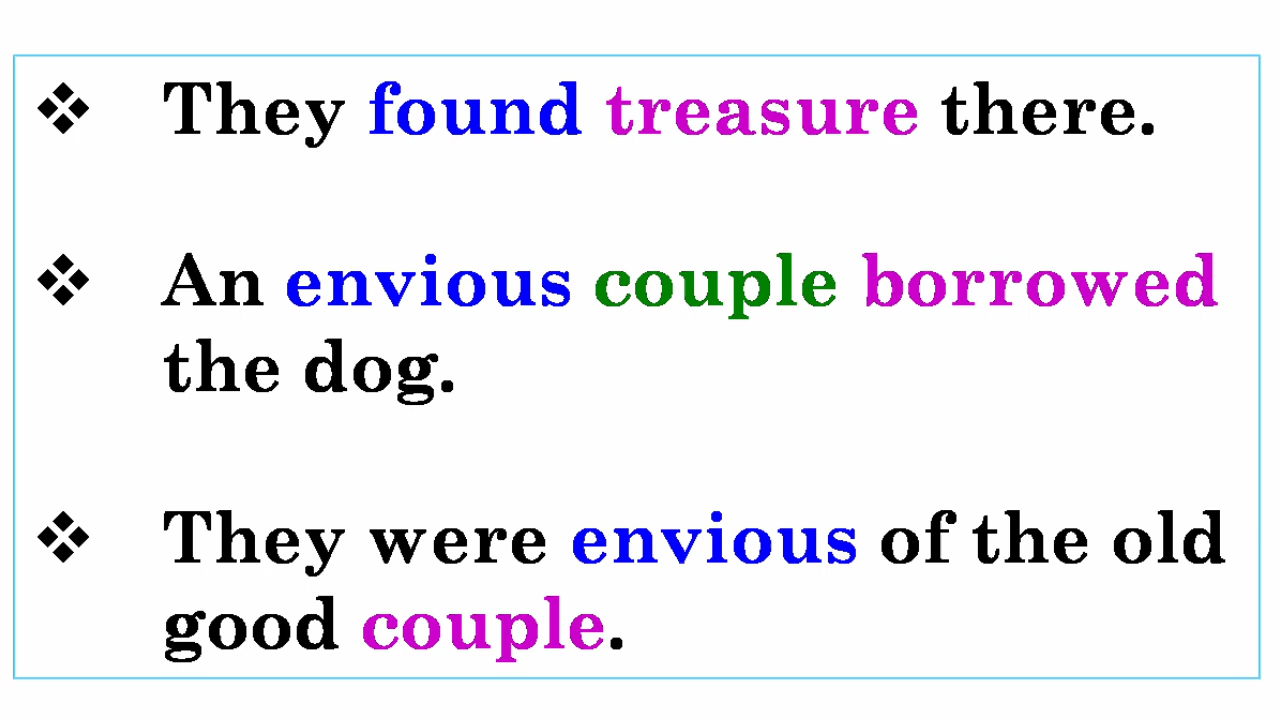 ❖ They found treasure there.
❖ An envious couple borrowed
the dog.
❖ They were envious of the old
good couple.